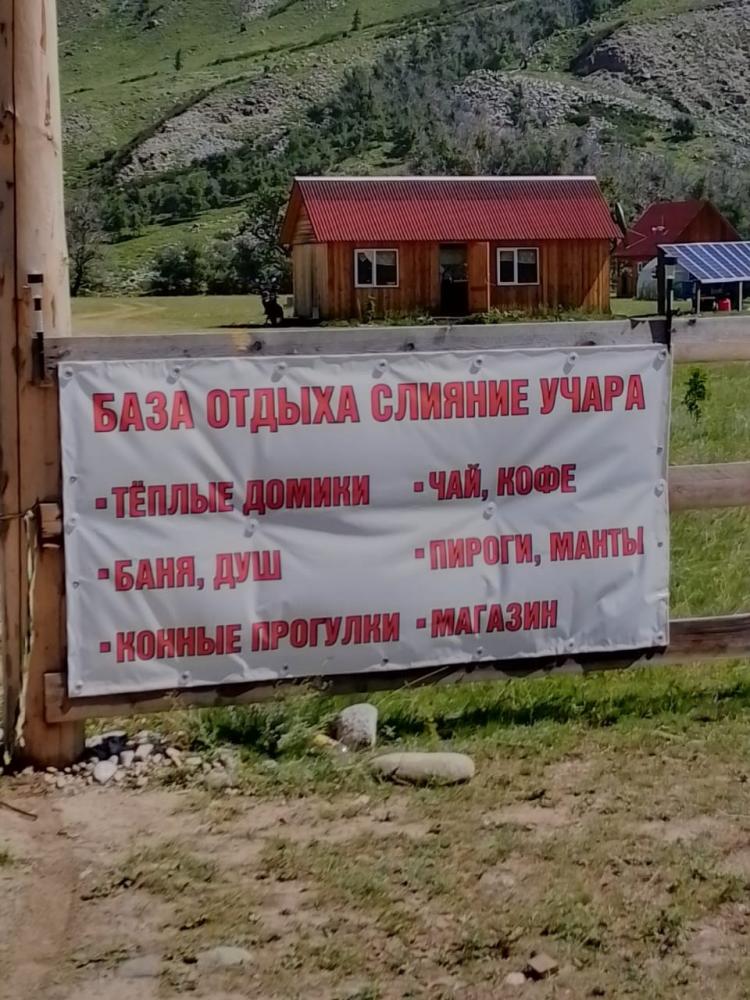 БАЗА ОТДЫХА СЛИЯНИЕ УЧАРА
▪ТЁПЛЫЕ ДОМИКИ
▪БАНЯ, ДУШ
▪КОННЫЕ ПРОГУЛКИ
▪ЧАЙ, КОФЕ
▪ПИРОГИ, МАНТЫ
▪МАГАЗИН